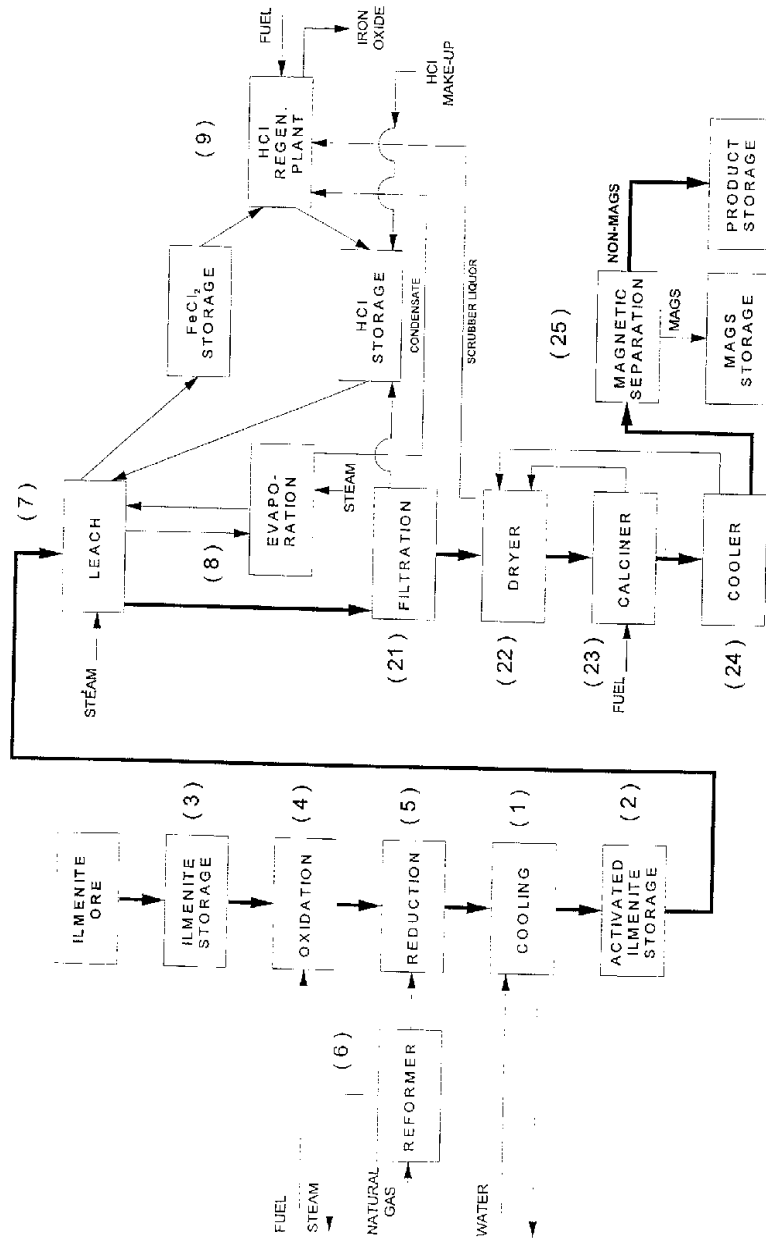 ILMENITE
ORE
ILMENITE
STORAGE
(3)
OXIDATION
(4)
FUEL
STEAM
REDUCTION
(5)
REFORMER
(6)
NATURAL
GAS
COOLING
(1)
WATER
ACTIVATED
ILMENITE
STORAGE
(2)
STEAM
LEACH
(7)
(8)
EVAPO-
RATION
STEAM
FeCl2
STORAGE
HCl
STORAGE
CONDENSATE
(9)
HCl
REGEN.
PLANT
FUEL
IRON
OXIDE
HCl
MAKE-UP
SCRUBBER LIQUOR
FILTRATION
(21)
DRYER
(22)
CALCINER
(23)
FUEL
COOLER
(24)
MAGNETIC
SEPARATION
(25)
NON-MAGS
MAGS
MAGS
STORAGE
PRODUCT
STORAGE